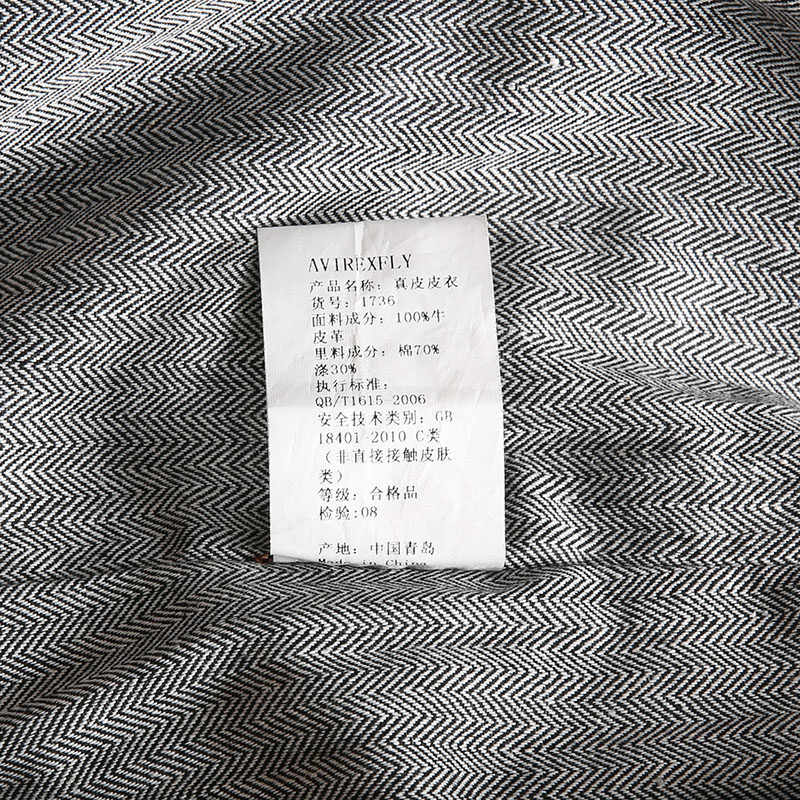 AVIREXFLY
产品名称: 真皮皮衣
货号: 1736
面料成分: 100%牛
皮革
里料成分: 棉70%
涤30%
执行标准:
QB/T1615-2006
安全技术类别: GB
18401-2010 C类
(非直接接触皮肤
类)
等级: 合格品
检验:08
产地: 中国青岛
Made in China